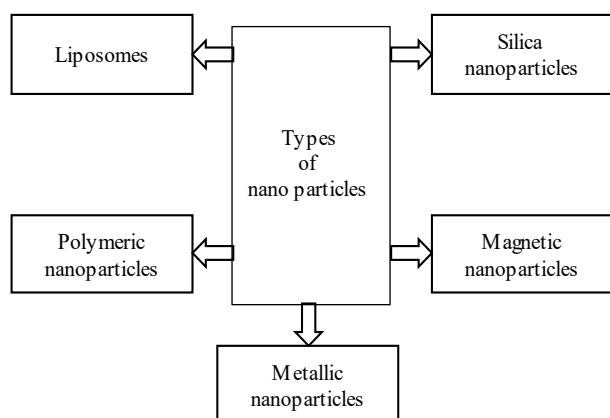 Liposomes
Silica
nanoparticles
Types
of
nano particles
Polymeric
nanoparticles
Magnetic
nanoparticles
Metallic
nanoparticles